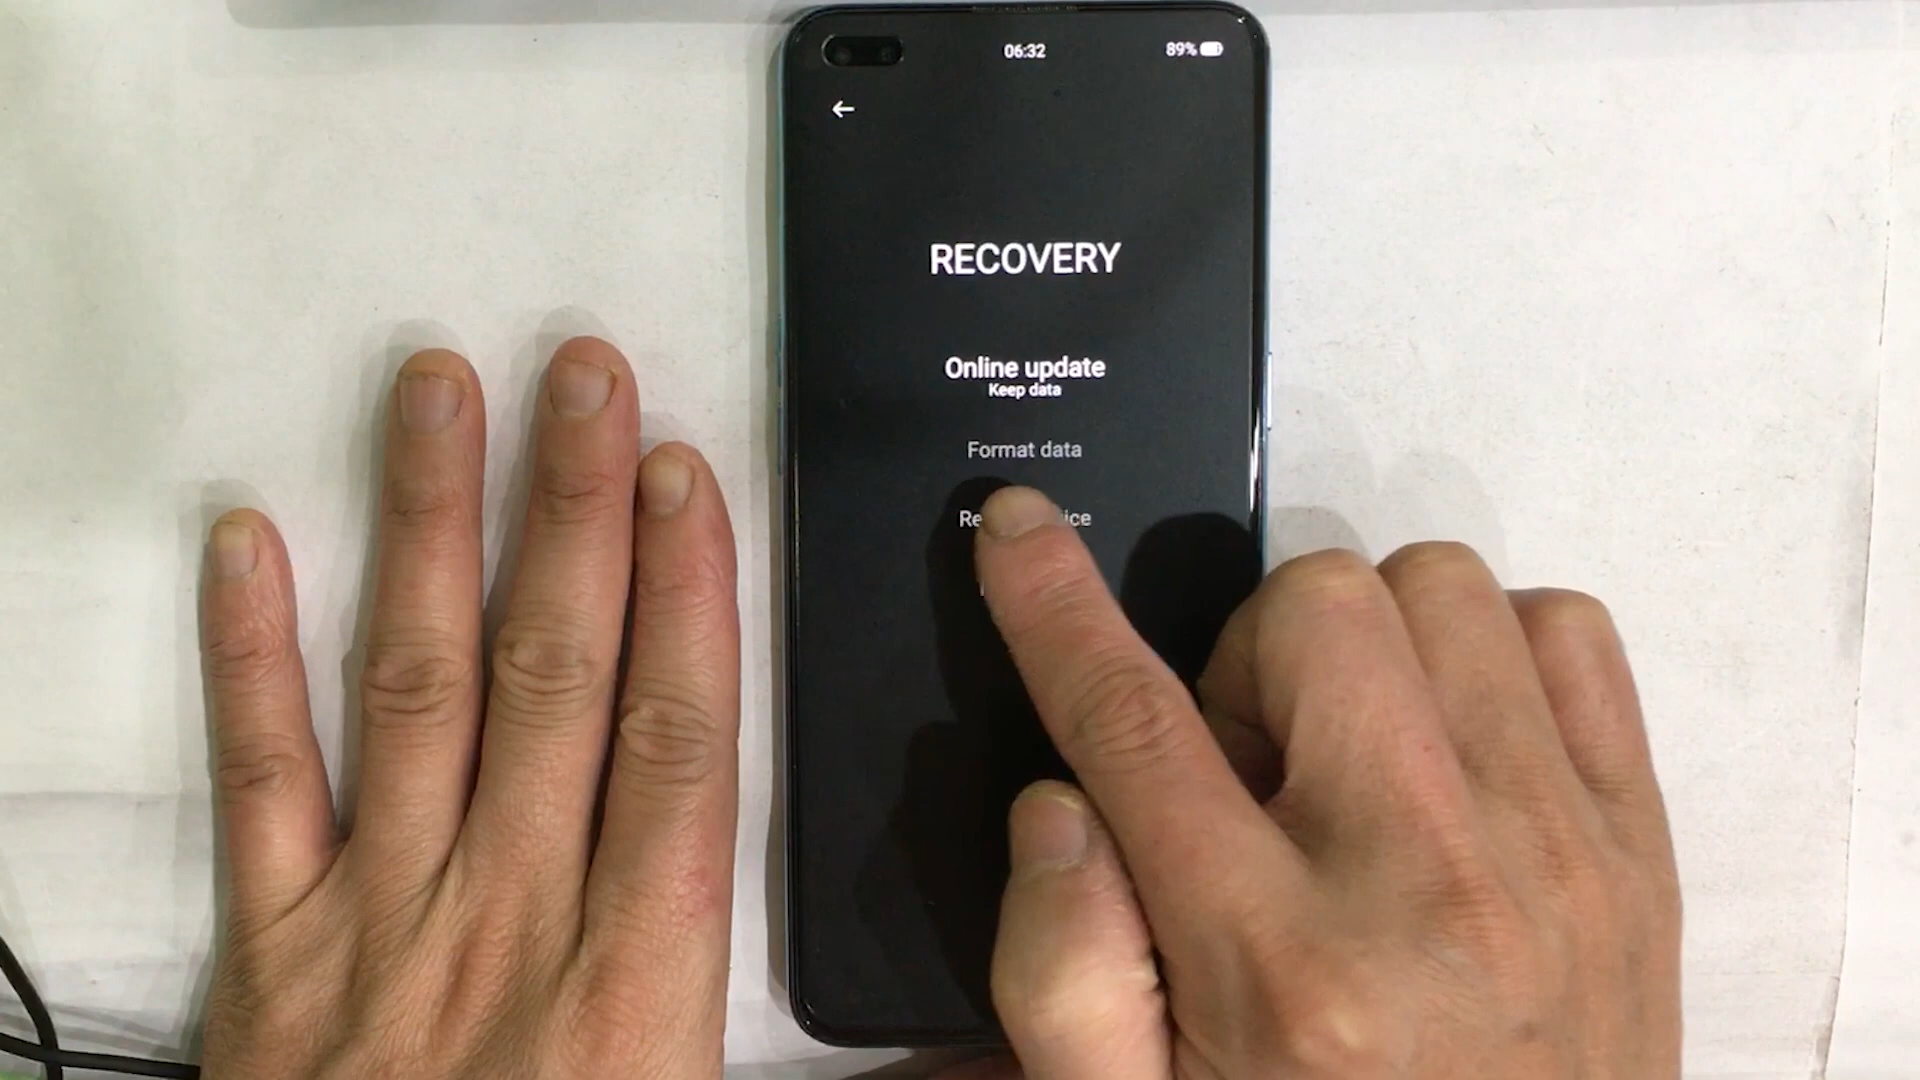 06:32
89%
RECOVERY
Online update
Keep data
Format data